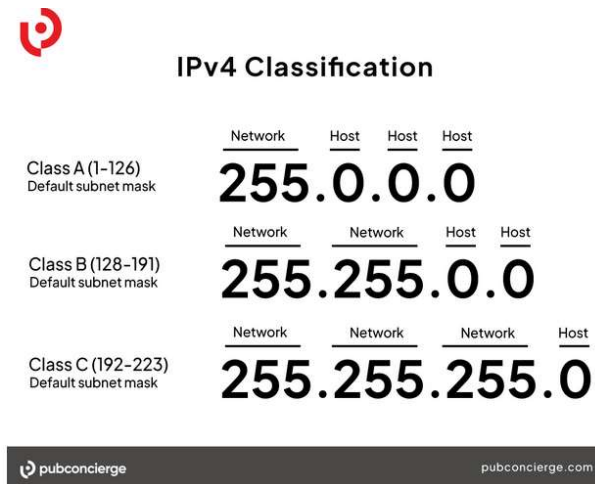 IPv4 Classification
Network Host Host Host
Class A (1-126)
Default subnet mask
255.0.0.0
Network Network Host Host
Class B (128-191)
Default subnet mask
255.255.0.0
Network Network Network Host
Class C (192-223)
Default subnet mask
255.255.255.0
pubconcierge
pubconcierge.com